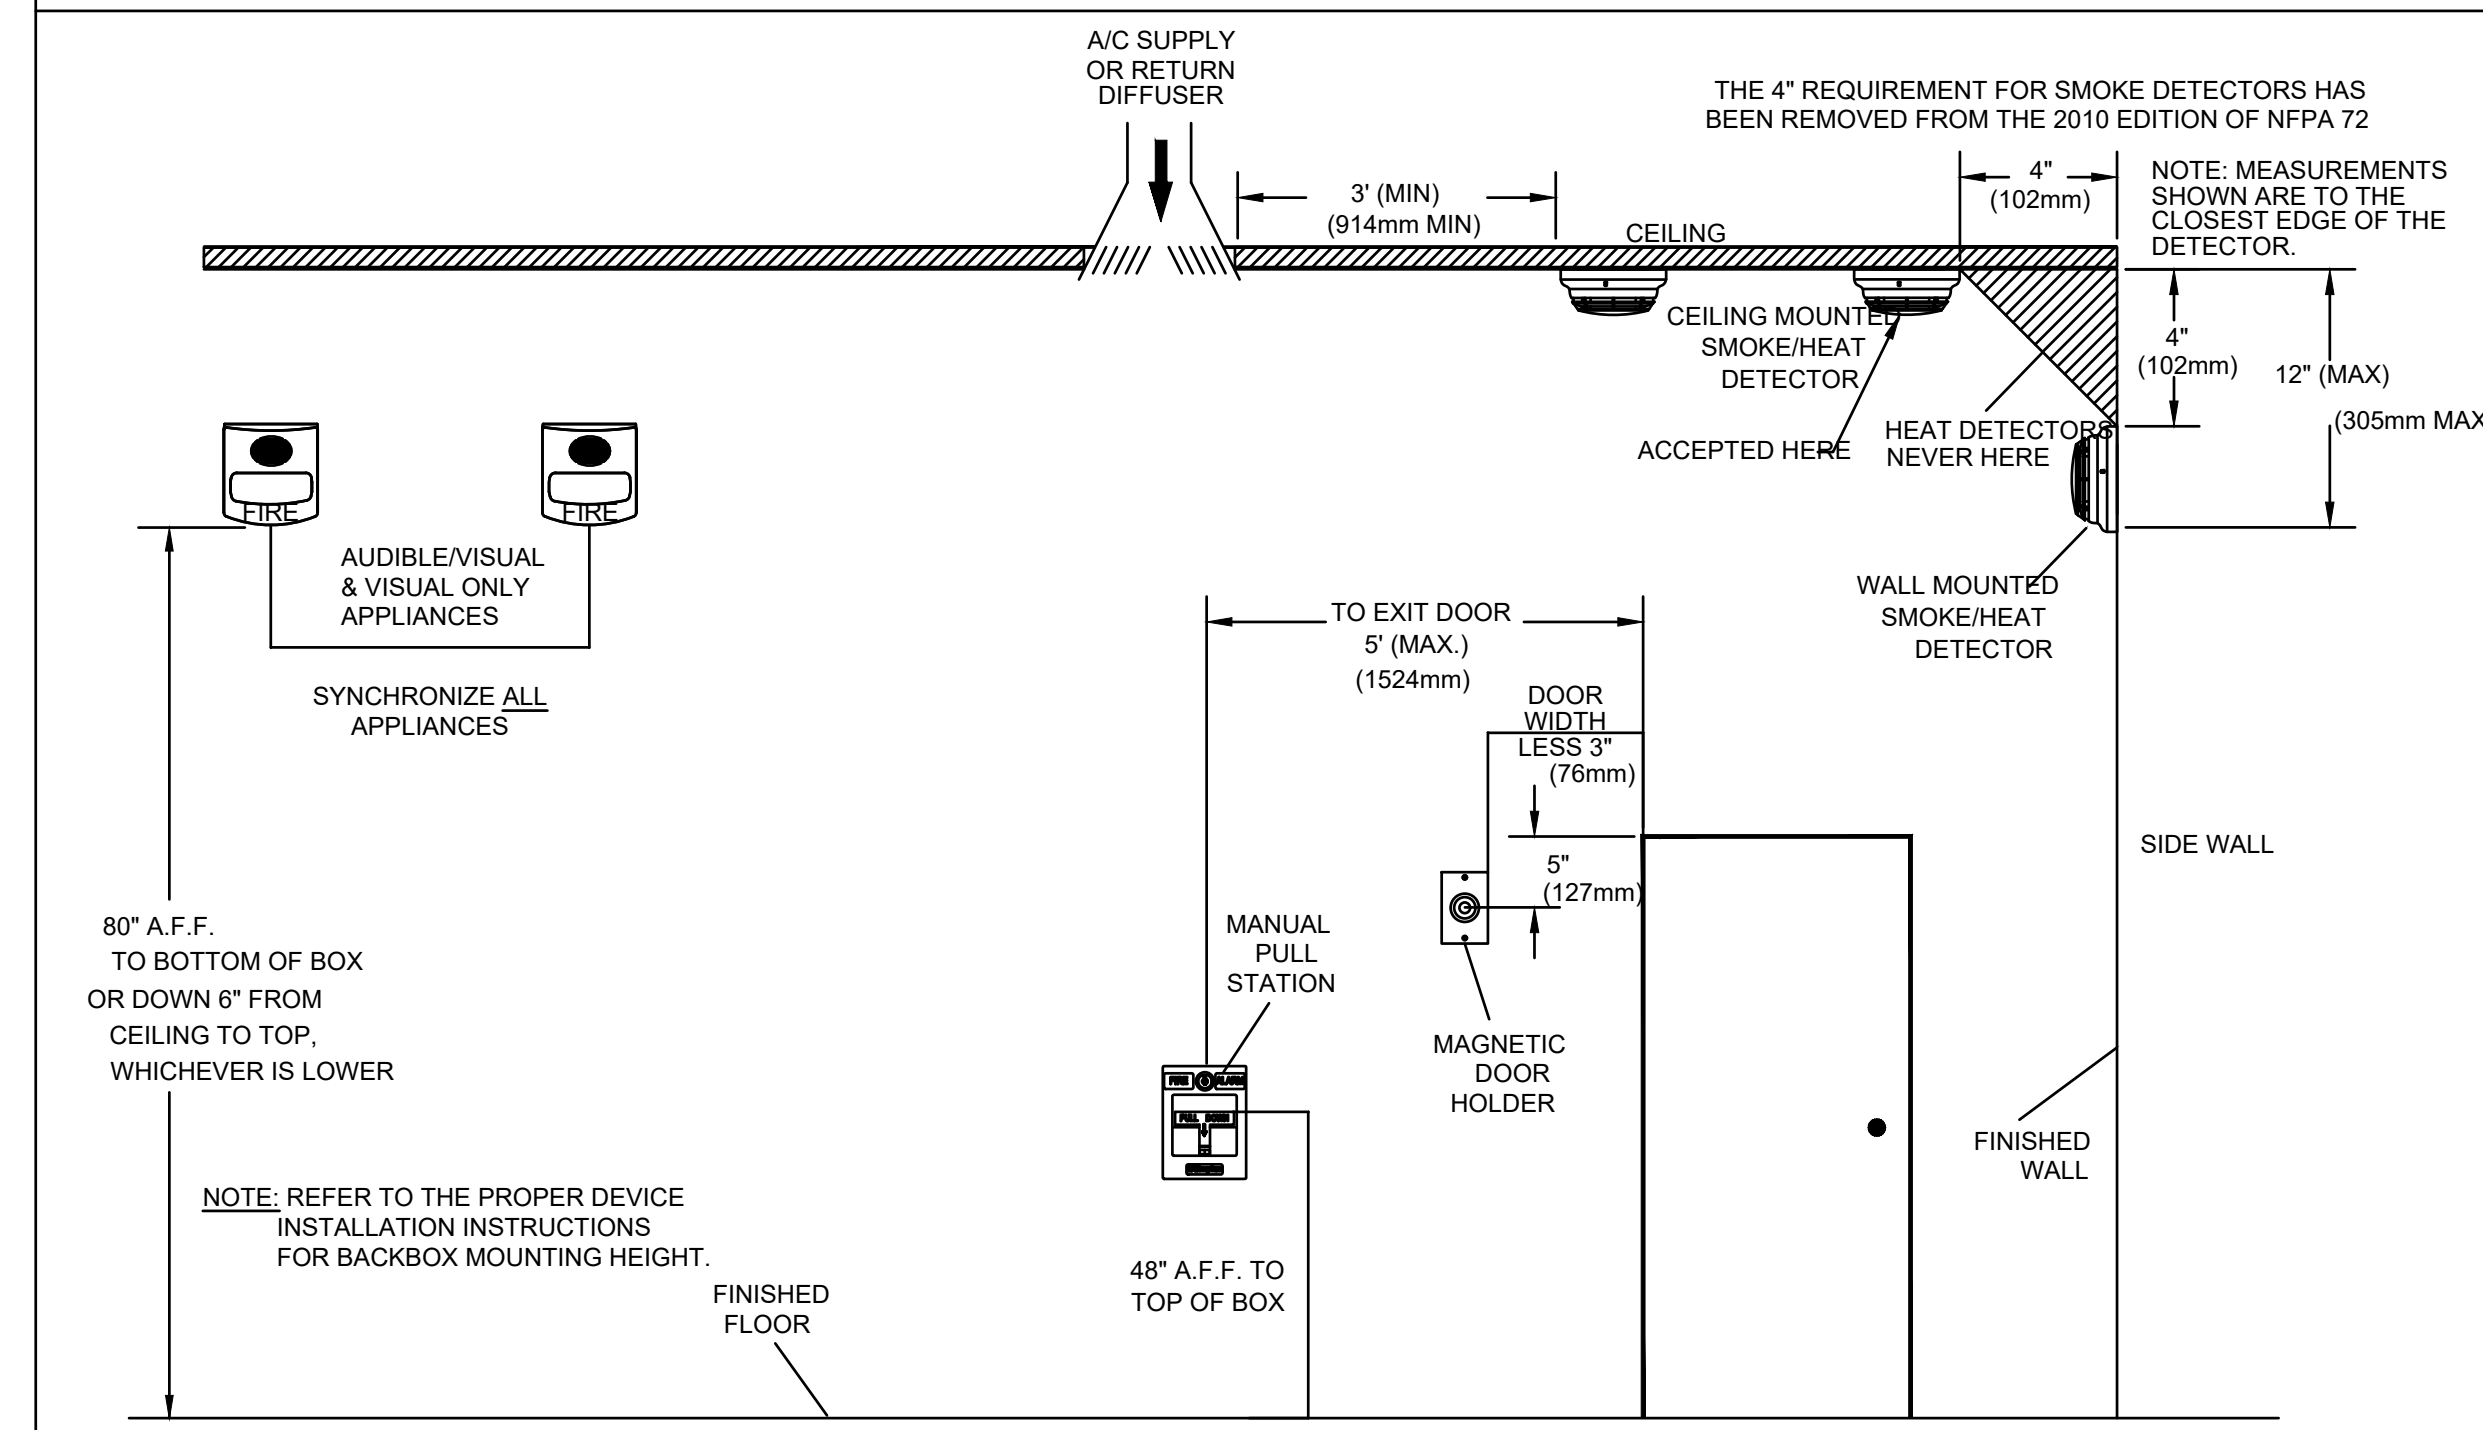 A/C SUPPLY
OR RETURN
DIFFUSER
THE 4" REQUIREMENT FOR SMOKE DETECTORS HAS
BEEN REMOVED FROM THE 2010 EDITION OF NFPA 72
3' (MIN)
(914mm MIN)
CEILING
4"
(102mm)
NOTE: MEASUREMENTS
SHOWN ARE TO THE
CLOSEST EDGE OF THE
DETECTOR.
CEILING MOUNTED
SMOKE/HEAT
DETECTOR
4"
(102mm)
12" (MAX)
(305mm MAX
ACCEPTED HERE
HEAT DETECTORS
NEVER HERE
FIRE
FIRE
AUDIBLE/VISUAL
& VISUAL ONLY
APPLIANCES
SYNCHRONIZE ALL
APPLIANCES
WALL MOUNTED
SMOKE/HEAT
DETECTOR
TO EXIT DOOR
5' (MAX.)
(1524mm)
DOOR
WIDTH
LESS 3"
(76mm)
5"
(127mm)
SIDE WALL
80" A.F.F.
TO BOTTOM OF BOX
OR DOWN 6" FROM
CEILING TO TOP,
WHICHEVER IS LOWER
MANUAL
PULL
STATION
MAGNETIC
DOOR
HOLDER
FIRE ALARM
PULL DOWN
FINISHED
WALL
NOTE: REFER TO THE PROPER DEVICE
INSTALLATION INSTRUCTIONS
FOR BACKBOX MOUNTING HEIGHT.
48" A.F.F. TO
TOP OF BOX
FINISHED
FLOOR